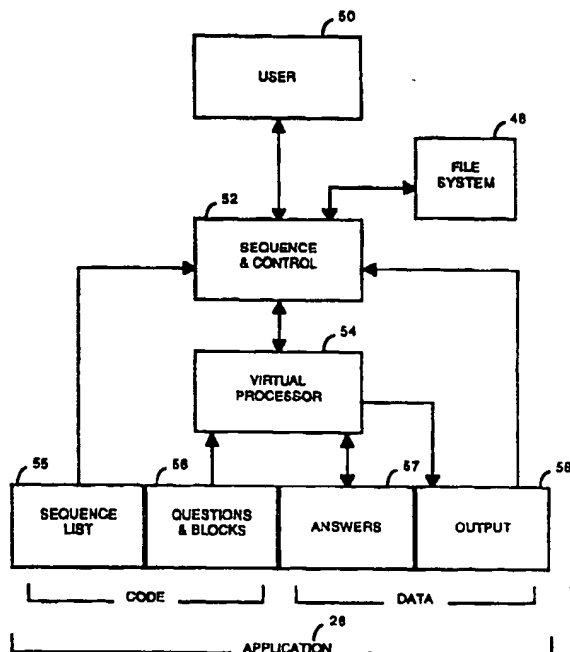 50
USER
48
FILE
SYSTEM
52
SEQUENCE
& CONTROL
54
VIRTUAL
PROCESSOR
55
56
57
58
SEQUENCE
LIST
QUESTIONS
& BLOCKS
ANSWERS
OUTPUT
CODE
DATA
26
APPLICATION